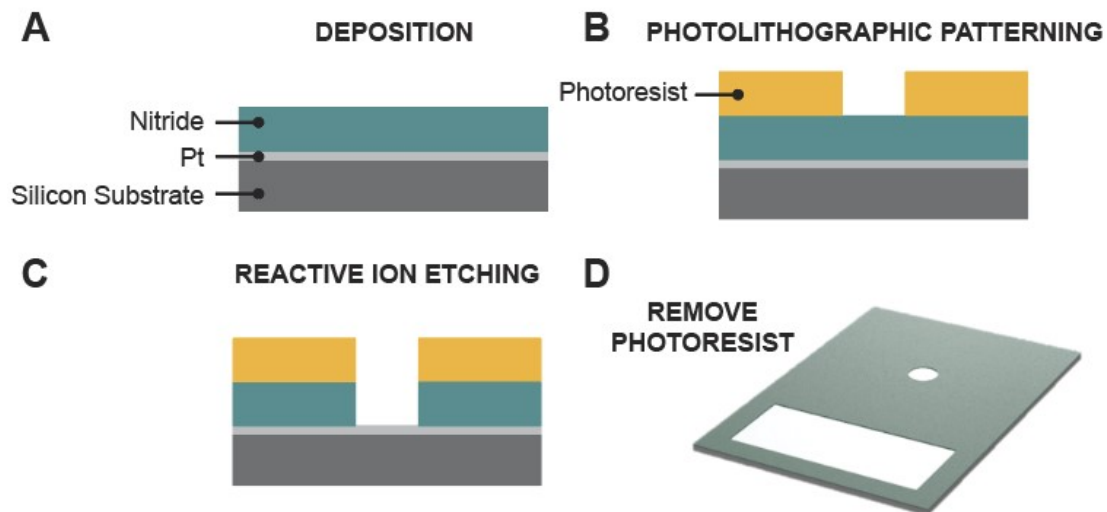 A
DEPOSITION
Nitride
Pt
Silicon Substrate
B
PHOTOLITHOGRAPHIC PATTERNING
Photoresist
C
REACTIVE ION ETCHING
D
REMOVE
PHOTORESIST